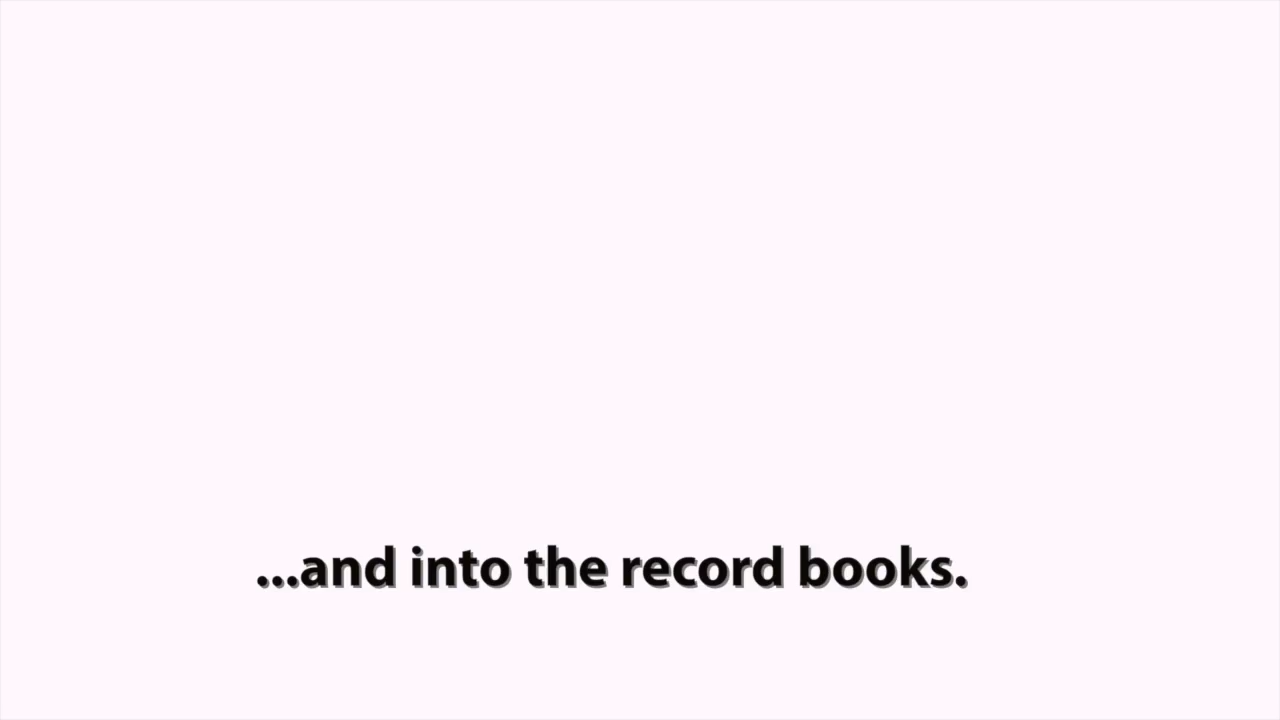 ...and into the record books.